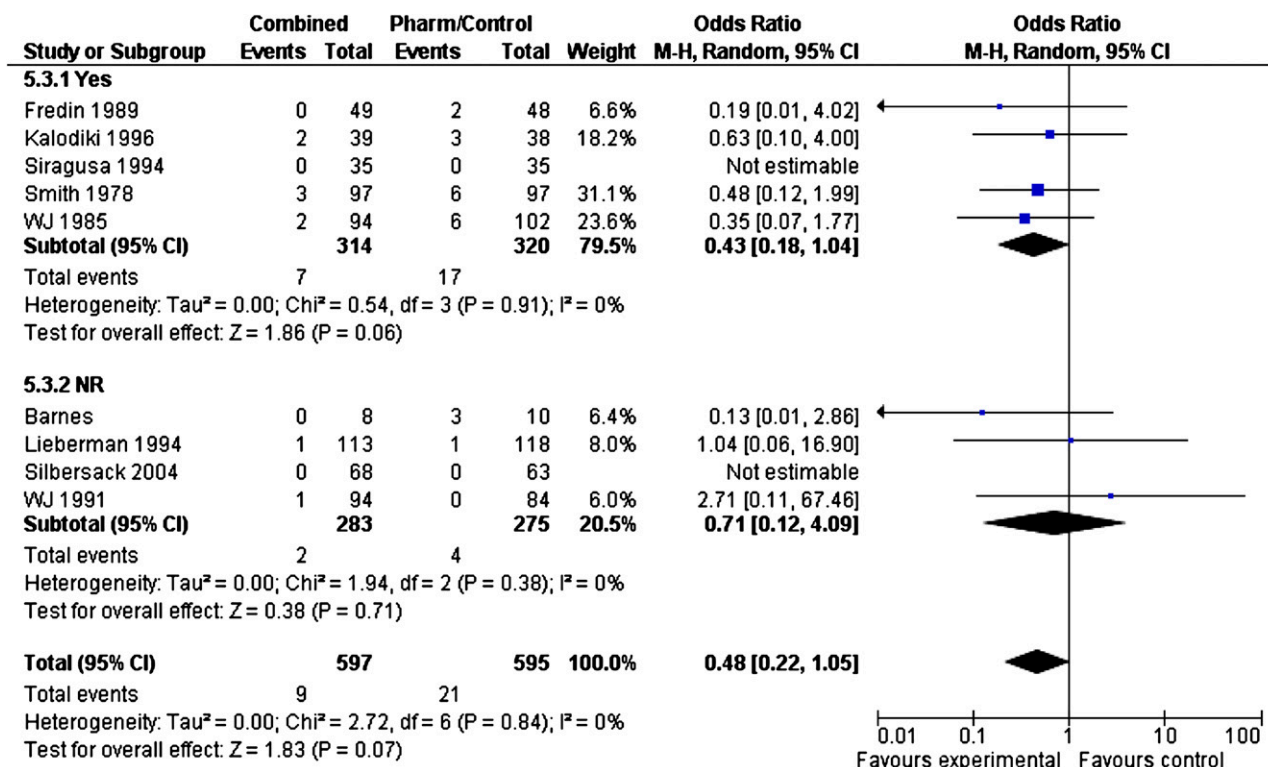 Combined Pharm/Control Odds Ratio Odds Ratio
Study or Subgroup Events Total Events Total Weight M-H, Random, 95% CI M-H, Random, 95% CI
5.3.1 Yes
Fredin 1989 0 49 2 48 6.6% 0.19 [0.01, 4.02]
Kalodiki 1996 2 39 3 38 18.2% 0.63 [0.10, 4.00]
Siragusa 1994 0 35 0 35 Not estimable
Smith 1978 3 97 6 97 31.1% 0.48 [0.12, 1.99]
WJ 1985 2 94 6 102 23.6% 0.35 [0.07, 1.77]
Subtotal (95% CI) 314 320 79.5% 0.43 [0.18, 1.04]
Total events 7 17
Heterogeneity: Tau² = 0.00; Chi² = 0.54, df = 3 (P = 0.91); I² = 0%
Test for overall effect: Z = 1.86 (P = 0.06)
5.3.2 NR
Barnes 0 8 3 10 6.4% 0.13 [0.01, 2.86]
Lieberman 1994 1 113 1 118 8.0% 1.04 [0.06, 16.90]
Silbersack 2004 0 68 0 63 Not estimable
WJ 1991 1 94 0 84 6.0% 2.71 [0.11, 67.46]
Subtotal (95% CI) 283 275 20.5% 0.71 [0.12, 4.09]
Total events 2 4
Heterogeneity: Tau² = 0.00; Chi² = 1.94, df = 2 (P = 0.38); I² = 0%
Test for overall effect: Z = 0.38 (P = 0.71)
Total (95% CI) 597 595 100.0% 0.48 [0.22, 1.05]
Total events 9 21
Heterogeneity: Tau² = 0.00; Chi² = 2.72, df = 6 (P = 0.84); I² = 0%
Test for overall effect: Z = 1.83 (P = 0.07)
0.01 0.1 1 10 100
Favours experimental Favours control